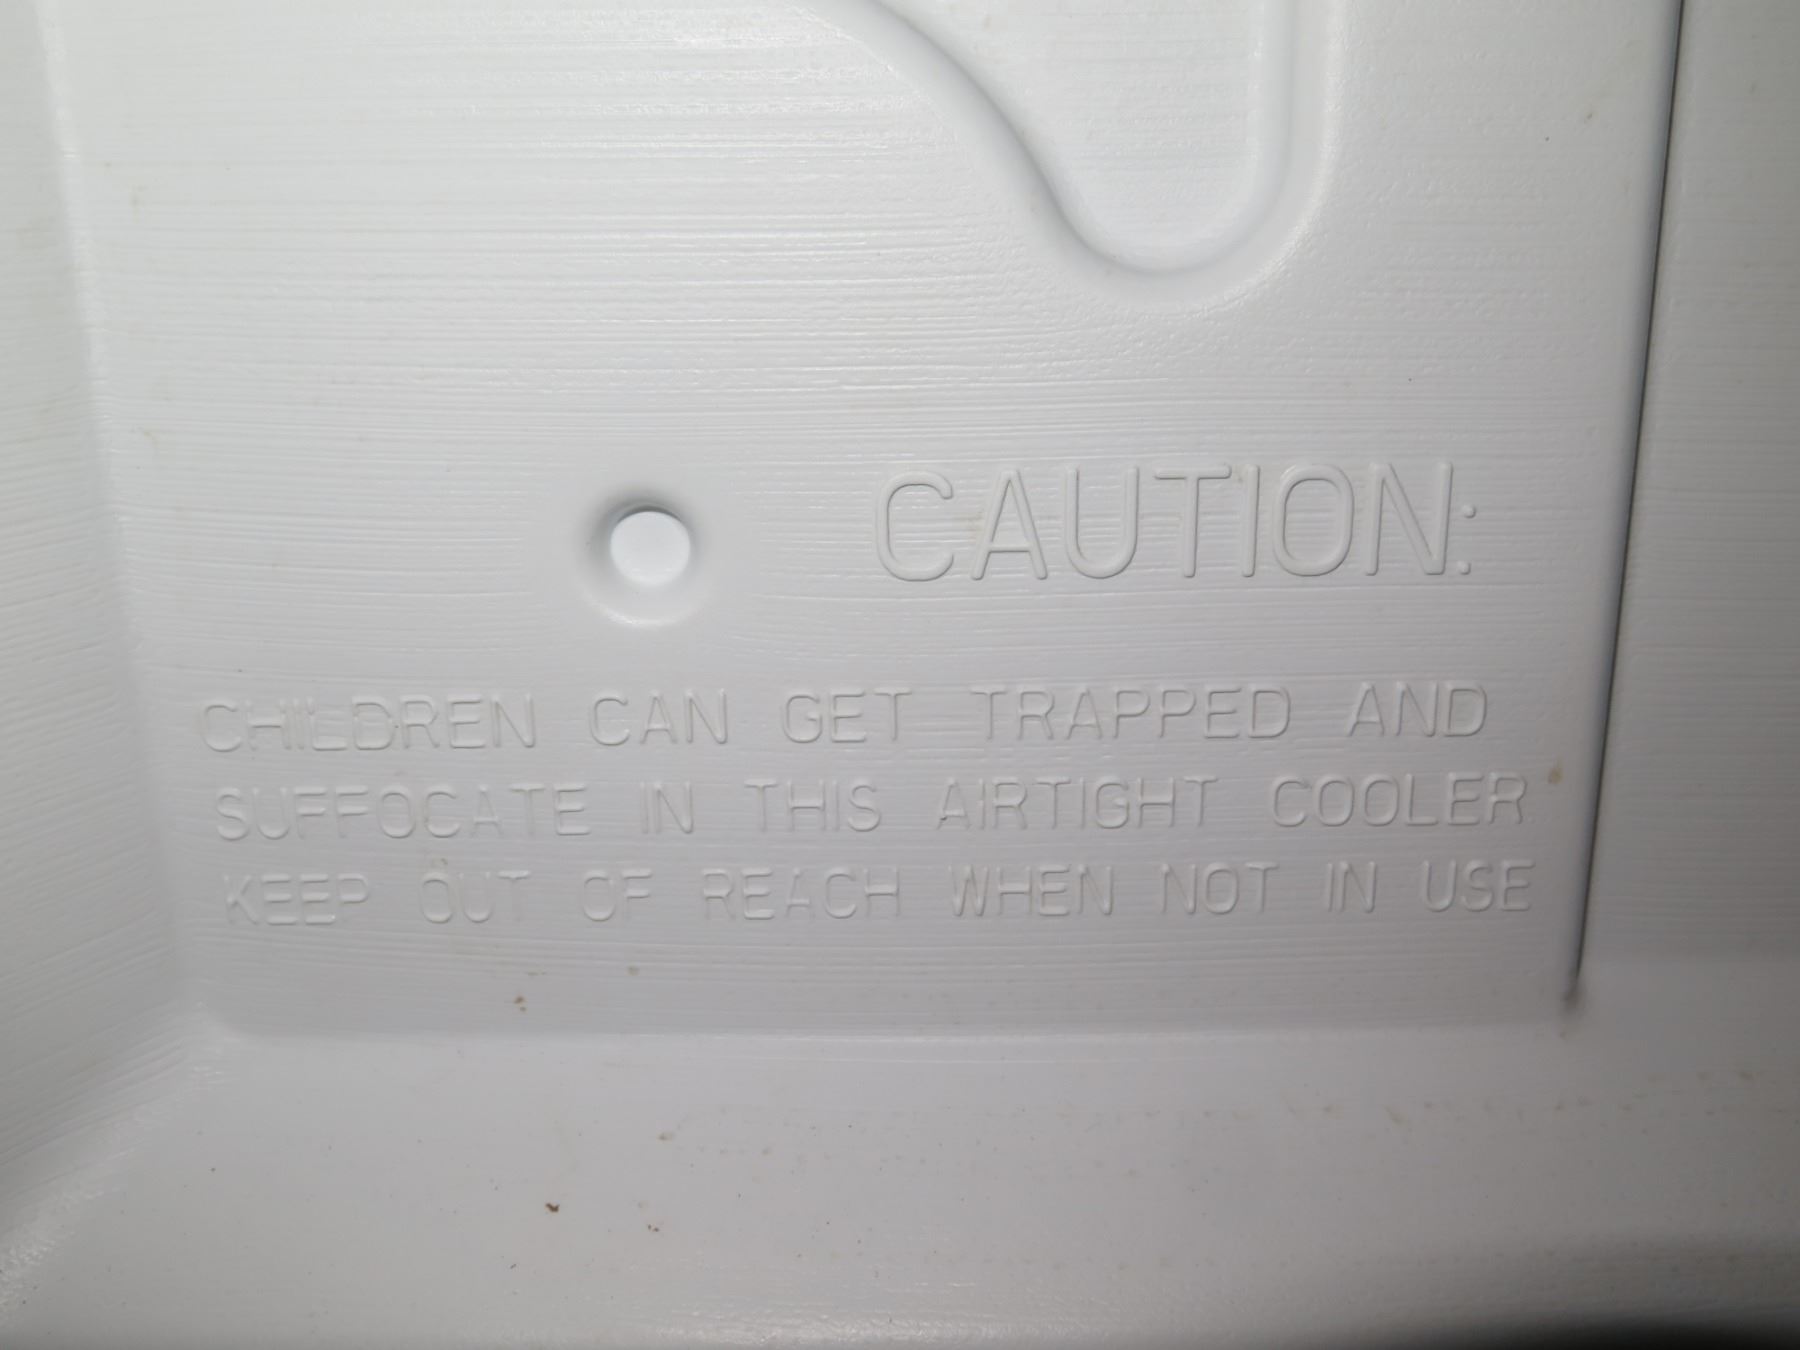 CAUTION:
CHILDREN CAN GET TRAPPED AND
SUFFOCATE IN THIS AIRTIGHT COOLER
KEEP OUT OF REACH WHEN NOT IN USE